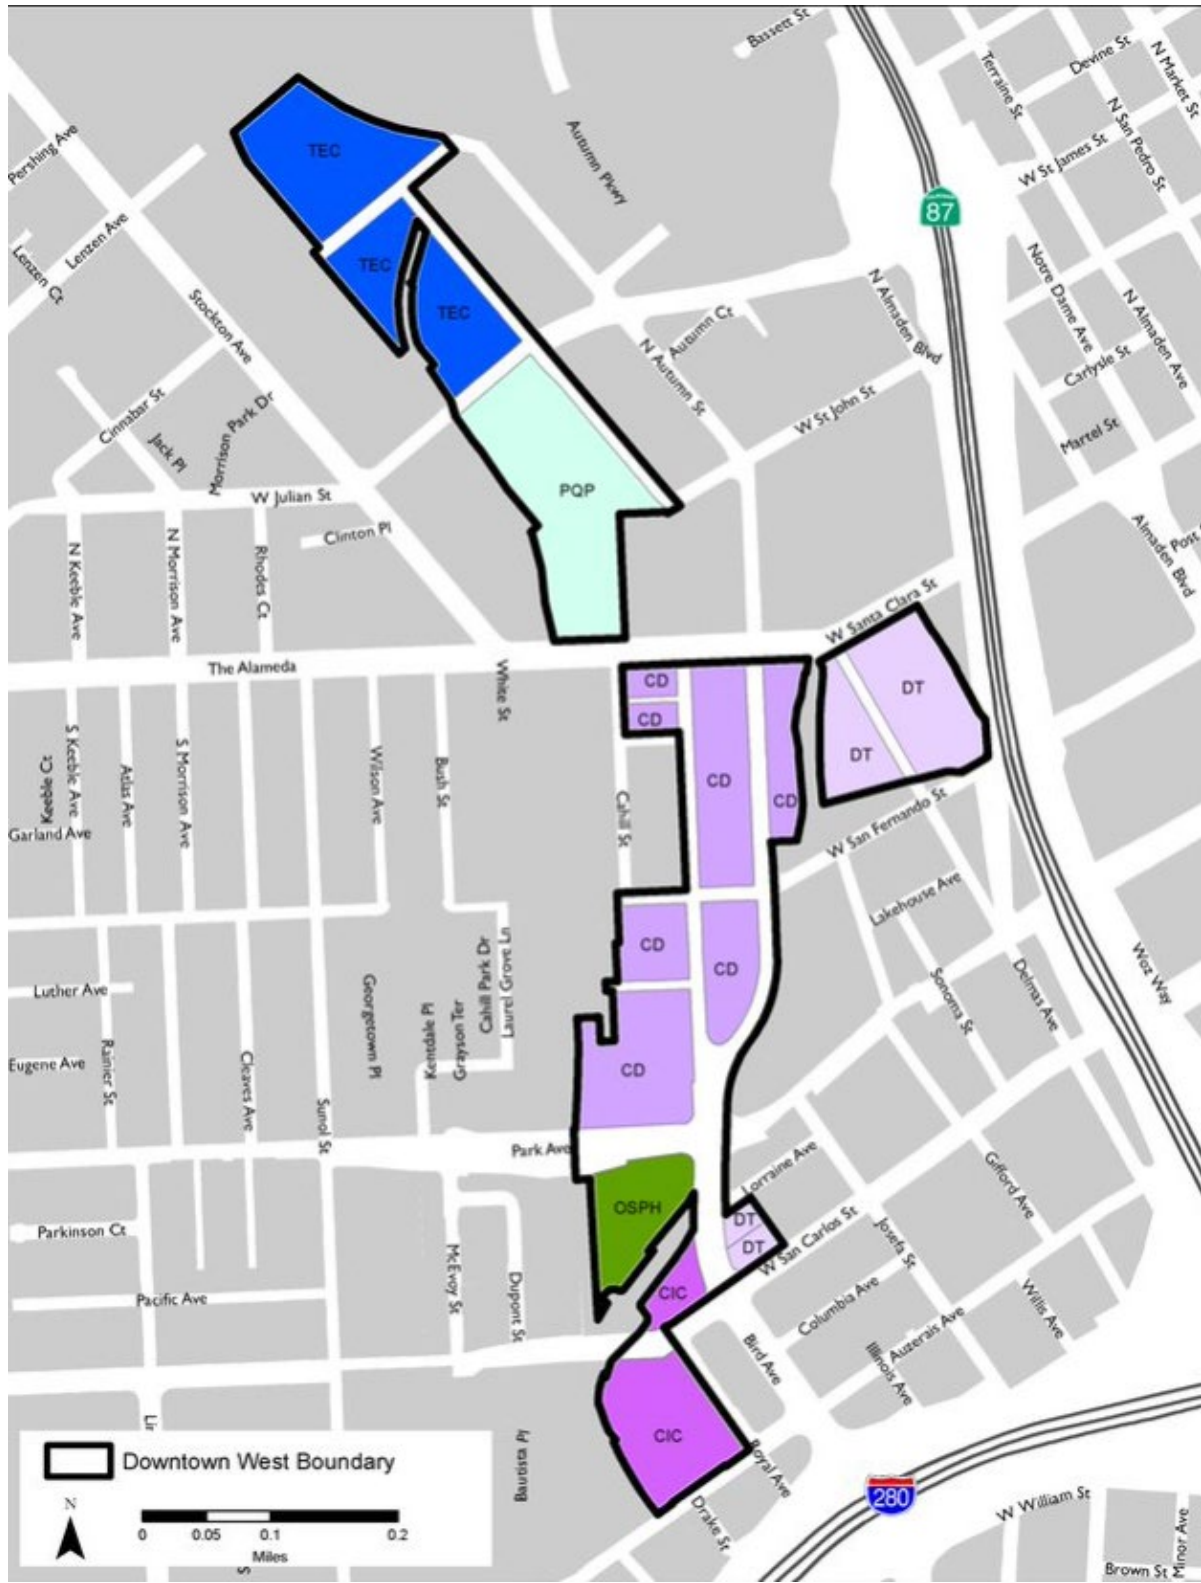 Bassett St
Devine St
N Market St
Terraine St
N San Pedro St
W St James St
Pershing Ave
TEC
Autumn Pkwy
87
Lenzen Ave
Lenzen Ct
TEC
TEC
Notre Dame Ave
N Almaden Ave
N Almaden Blvd
Stockton Ave
Autumn Ct
N Autumn St
Carlysle St
W St John St
Martel St
Cinnabar St
Jack Pl
Morrison Park Dr
W Julian St
PQP
Clinton Pl
Almaden Blvd
Post
N Keeble Ave
N Morrison Ave
Rhodes Ct
W Santa Clara St
The Alameda
White St
CD
CD
DT
DT
CD
CD
S Keeble Ave
Keeble Ct
Atlas Ave
S Morrison Ave
Wilson Ave
Bush St
Cahill St
Garland Ave
W San Fernando St
Lakehouse Ave
CD
CD
Woz Way
Sonoma St
Delmas Ave
Luther Ave
Georgetown Pl
Kentdale Pl
Grayson Ter
Cahill Park Dr
Laurel Grove Ln
Eugene Ave
Rainier St
Cleaves Ave
Sunol St
CD
Park Ave
Lorraine Ave
Gifford Ave
OSPH
DT
DT
W San Carlos St
Josefa St
Parkinson Ct
McEvoy St
Dupont St
Pacific Ave
CIC
Columbia Ave
Auzerais Ave
Willis Ave
Illinois Ave
Bird Ave
CIC
Royal Ave
Drake St
Bautista Pl
280
W William St
Brown St
Minor Ave
Downtown West Boundary
N
0 0.05 0.1 0.2
Miles
S